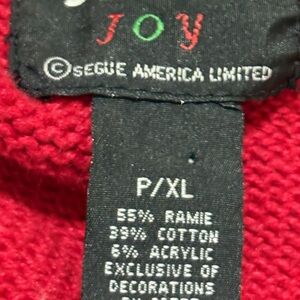 JOY
©SEGUE AMERICA LIMITED
P/XL
55% RAMIE
39% COTTON
6% ACRYLIC
EXCLUSIVE OF
DECORATIONS